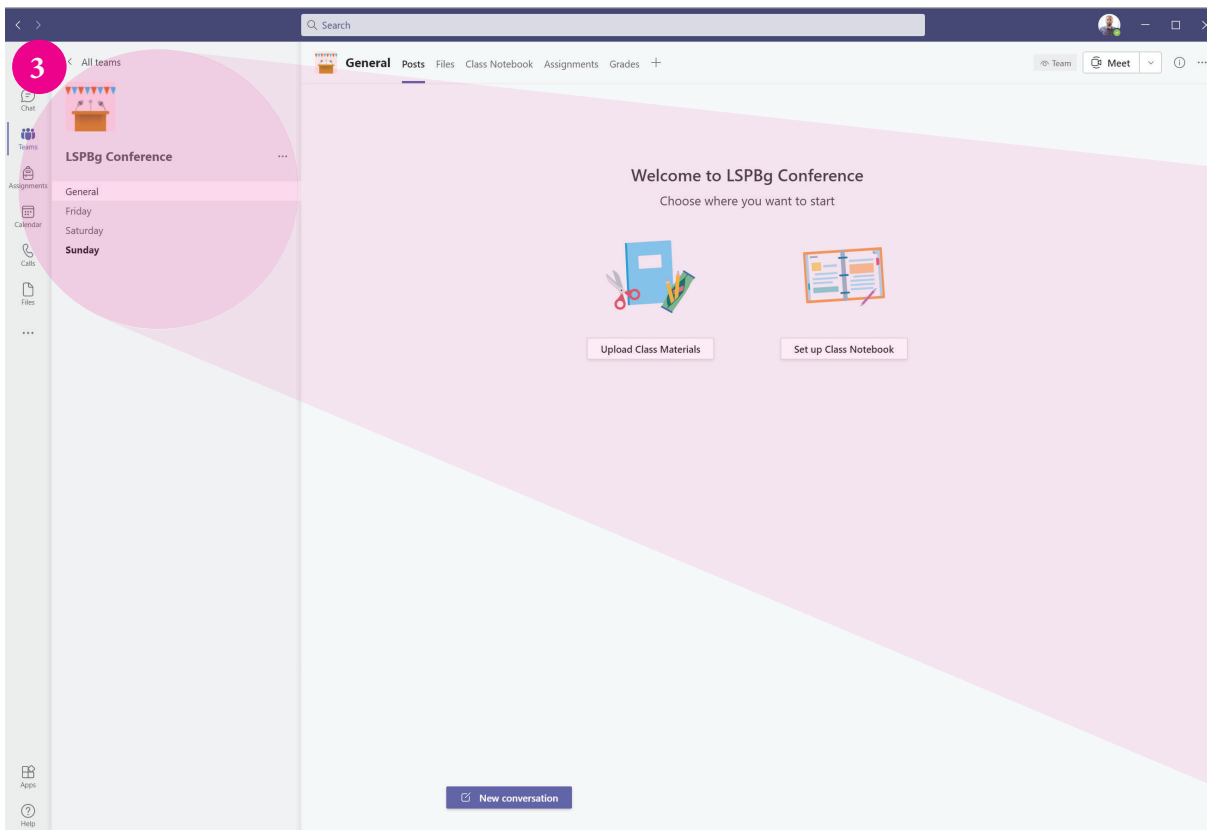 Search
3
All teams
General Posts Files Class Notebook Assignments Grades
Team
Meet
Chat
Teams
Assignments
Calendar
Calls
Files
LSPBg Conference
General
Friday
Saturday
Sunday
Welcome to LSPBg Conference
Choose where you want to start
Upload Class Materials
Set up Class Notebook
New conversation
Apps
Help